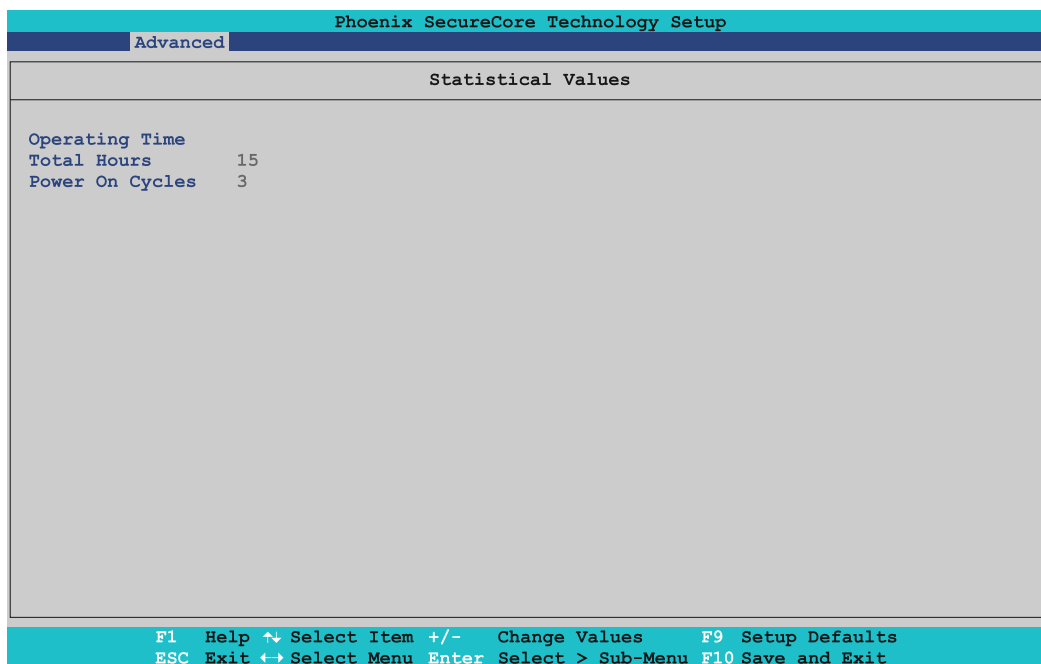 Phoenix SecureCore Technology Setup
Advanced
Statistical Values
Operating Time
Total Hours 15
Power On Cycles 3
F1 Help ↑↓ Select Item +/- Change Values F9 Setup Defaults
ESC Exit ←→ Select Menu Enter Select > Sub-Menu F10 Save and Exit